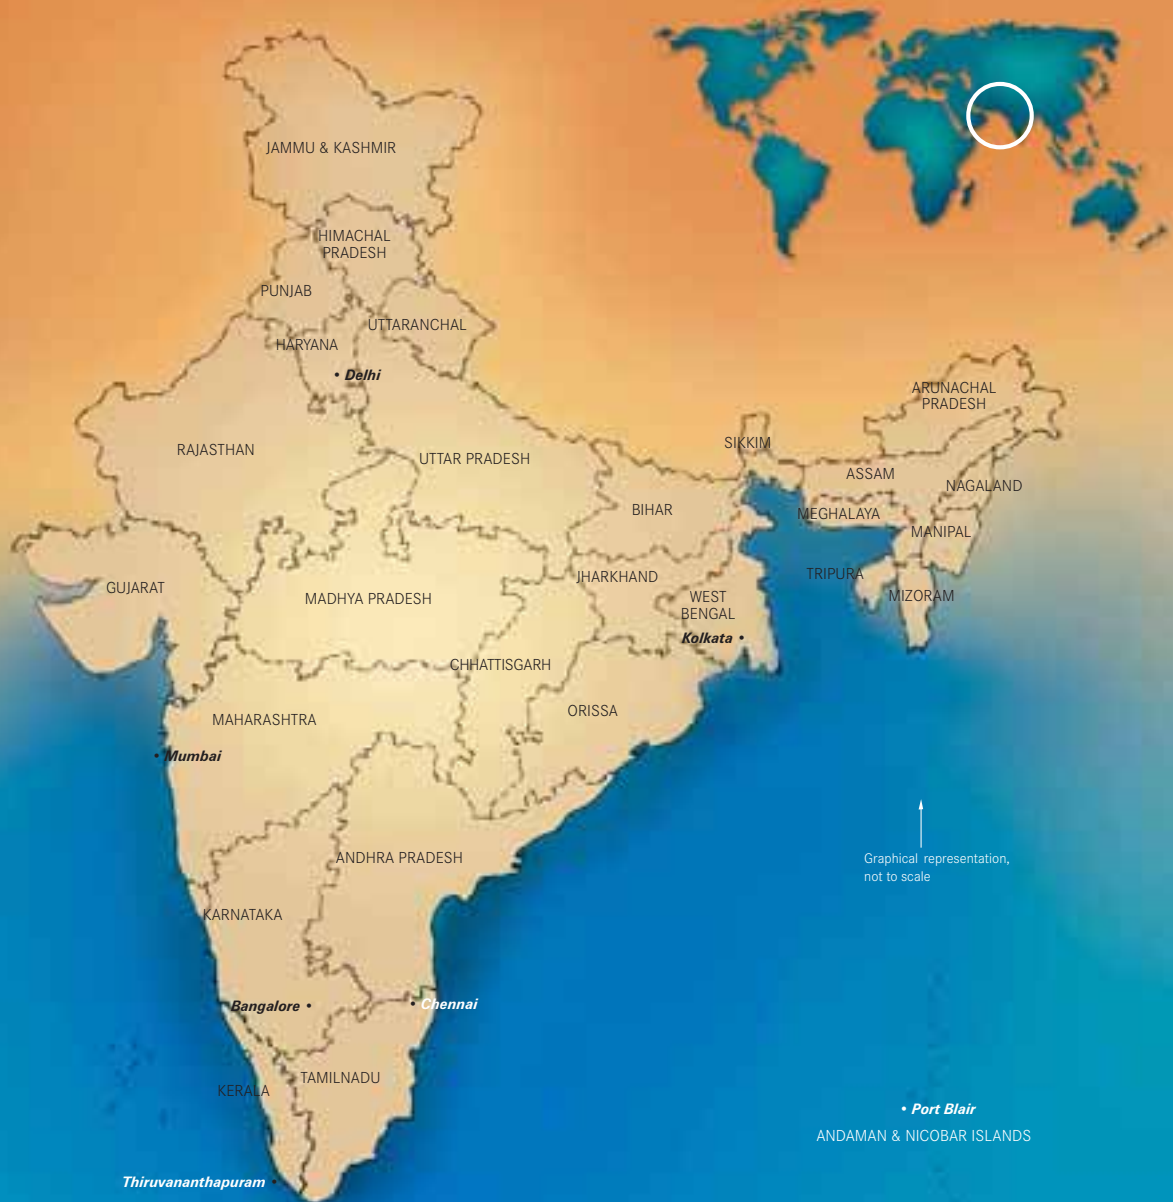 JAMMU & KASHMIR
HIMACHAL
PRADESH
PUNJAB
UTTARANCHAL
HARYANA
• Delhi
ARUNACHAL
PRADESH
SIKKIM
RAJASTHAN
UTTAR PRADESH
ASSAM
NAGALAND
BIHAR
MEGHALAYA
MANIPAL
JHARKHAND
TRIPURA
GUJARAT
MADHYA PRADESH
WEST
BENGAL
MIZORAM
Kolkata •
CHHATTISGARH
ORISSA
MAHARASHTRA
• Mumbai
Graphical representation,
not to scale
ANDHRA PRADESH
KARNATAKA
Bangalore •
• Chennai
TAMILNADU
KERALA
• Port Blair
ANDAMAN & NICOBAR ISLANDS
Thiruvananthapuram •